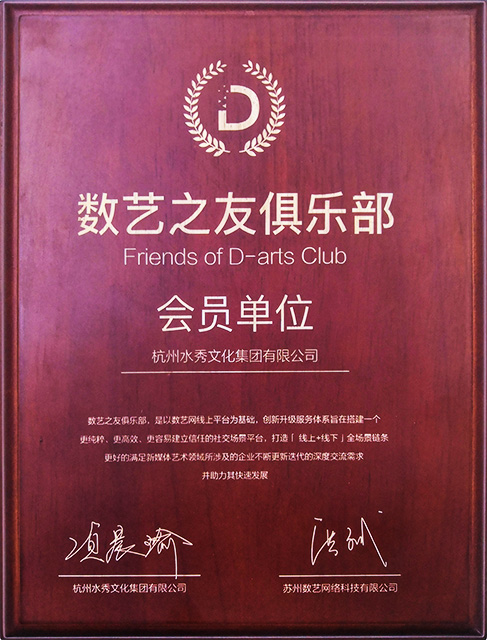 D
数艺之友俱乐部
Friends of D-arts Club
会员单位
杭州水秀文化集团有限公司
数艺之友俱乐部，是以数艺网线上平台为基础，创新升级服务体系旨在搭建一个
更纯粹、更高效、更容易建立信任的社交场景平台，打造「 线上+线下」全场景链条
更好的满足新媒体艺术领域所涉及的企业不断更新迭代的深度交流需求
并助力其快速发展
杭州水秀文化集团有限公司
苏州数艺网络科技有限公司